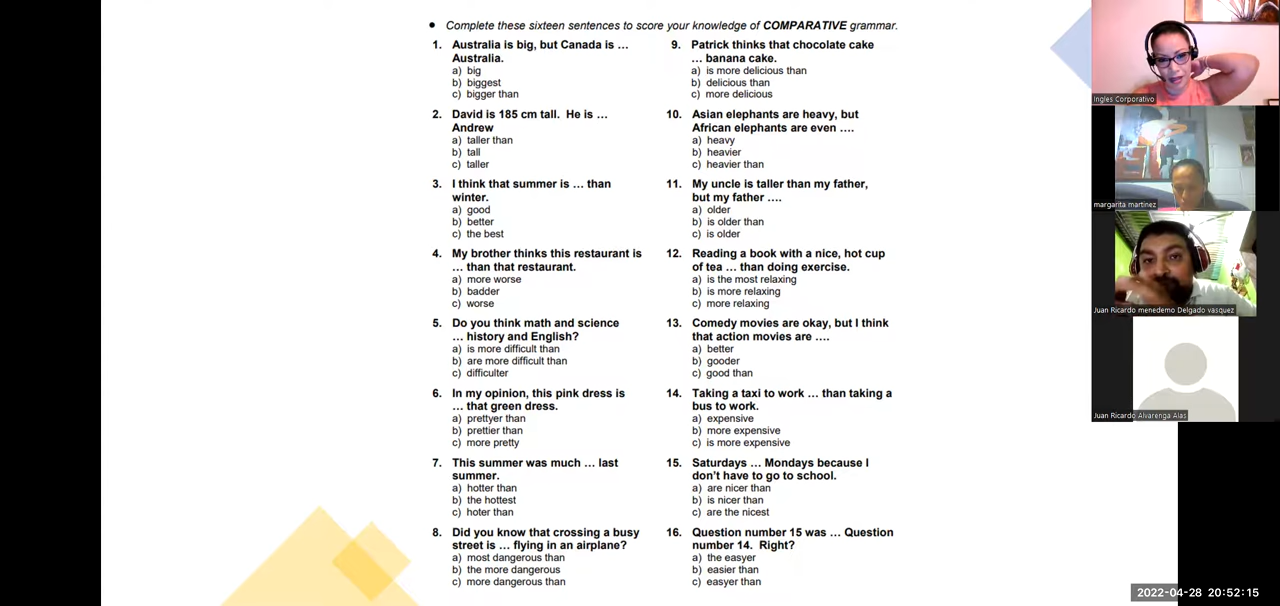 • Complete these sixteen sentences to score your knowledge of COMPARATIVE grammar.
1. Australia is big, but Canada is …
Australia.
a) big
b) biggest
c) bigger than
2. David is 185 cm tall. He is …
Andrew
a) taller than
b) tall
c) taller
3. I think that summer is … than
winter.
a) good
b) better
c) the best
4. My brother thinks this restaurant is
… than that restaurant.
a) more worse
b) badder
c) worse
5. Do you think math and science
… history and English?
a) is more difficult than
b) are more difficult than
c) difficulter
6. In my opinion, this pink dress is
… that green dress.
a) prettyer than
b) prettier than
c) more pretty
7. This summer was much … last
summer.
a) hotter than
b) the hottest
c) hoter than
8. Did you know that crossing a busy
street is … flying in an airplane?
a) most dangerous than
b) the more dangerous
c) more dangerous than
9. Patrick thinks that chocolate cake
… banana cake.
a) is more delicious than
b) delicious than
c) more delicious
10. Asian elephants are heavy, but
African elephants are even ….
a) heavy
b) heavier
c) heavier than
11. My uncle is taller than my father,
but my father ….
a) older
b) is older than
c) is older
12. Reading a book with a nice, hot cup
of tea … than doing exercise.
a) is the most relaxing
b) is more relaxing
c) more relaxing
13. Comedy movies are okay, but I think
that action movies are ….
a) better
b) gooder
c) good than
14. Taking a taxi to work … than taking a
bus to work.
a) expensive
b) more expensive
c) is more expensive
15. Saturdays … Mondays because I
don't have to go to school.
a) are nicer than
b) is nicer than
c) are the nicest
16. Question number 15 was … Question
number 14. Right?
a) the easyer
b) easier than
c) easyer than
Ingles Corporativo
margarita martinez
Juan Ricardo menedemo Delgado vasquez
Juan Ricardo Alvarenga Alas
2022-04-28 20:52:15